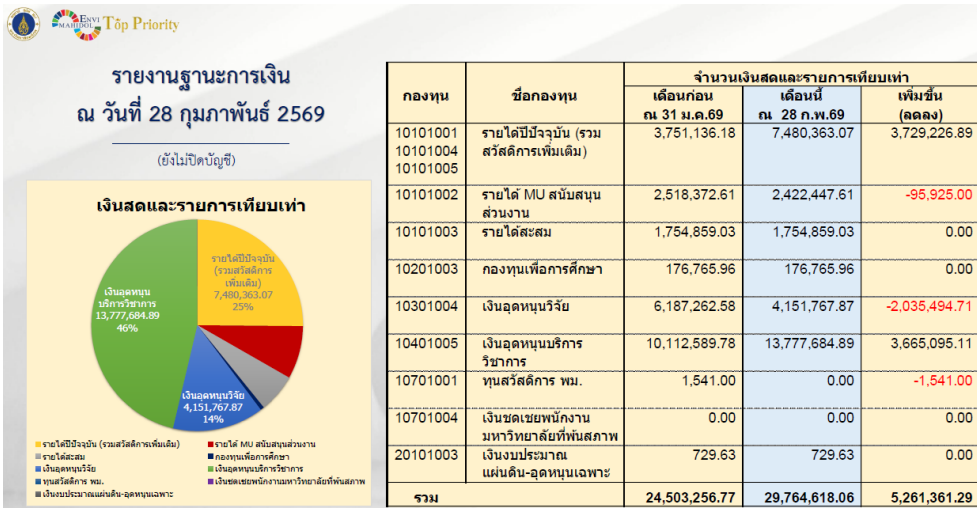 ENVI
MAHIDOL
Top Priority
รายงานฐานะการเงิน
ณ วันที่ 28 กุมภาพันธ์ 2569
(ยังไม่ปิดบัญชี)
เงินสดและรายการเทียบเท่า
รายได้ปีปัจจุบัน
(รวมสวัสดิการ
เพิ่มเติม)
7,480,363.07
25%
เงินอุดหนุน
บริการวิชาการ
13,777,684.89
46%
เงินอุดหนุนวิจัย
4,151,767.87
14%
รายได้ปีปัจจุบัน (รวมสวัสดิการเพิ่มเติม)
รายได้ MU สนับสนุนส่วนงาน
รายได้สะสม
กองทุนเพื่อการศึกษา
เงินอุดหนุนวิจัย
เงินอุดหนุนบริการวิชาการ
ทุนสวัสดิการ พม.
เงินชดเชยพนักงานมหาวิทยาลัยที่พ้นสภาพ
เงินงบประมาณแผ่นดิน-อุดหนุนเฉพาะ
กองทุน ชื่อกองทุน จำนวนเงินสดและรายการเทียบเท่า
เดือนก่อน เดือนนี้ เพิ่มขึ้น
ณ 31 ม.ค.69 ณ 28 ก.พ.69 (ลดลง)
10101001 รายได้ปีปัจจุบัน (รวม 3,751,136.18 7,480,363.07 3,729,226.89
10101004 สวัสดิการเพิ่มเติม)
10101005
10101002 รายได้ MU สนับสนุน 2,518,372.61 2,422,447.61 -95,925.00
ส่วนงาน
10101003 รายได้สะสม 1,754,859.03 1,754,859.03 0.00
10201003 กองทุนเพื่อการศึกษา 176,765.96 176,765.96 0.00
10301004 เงินอุดหนุนวิจัย 6,187,262.58 4,151,767.87 -2,035,494.71
10401005 เงินอุดหนุนบริการ 10,112,589.78 13,777,684.89 3,665,095.11
วิชาการ
10701001 ทุนสวัสดิการ พม. 1,541.00 0.00 -1,541.00
10701004 เงินชดเชยพนักงาน 0.00 0.00 0.00
มหาวิทยาลัยที่พ้นสภาพ
20101003 เงินงบประมาณ 729.63 729.63 0.00
แผ่นดิน-อุดหนุนเฉพาะ
รวม 24,503,256.77 29,764,618.06 5,261,361.29